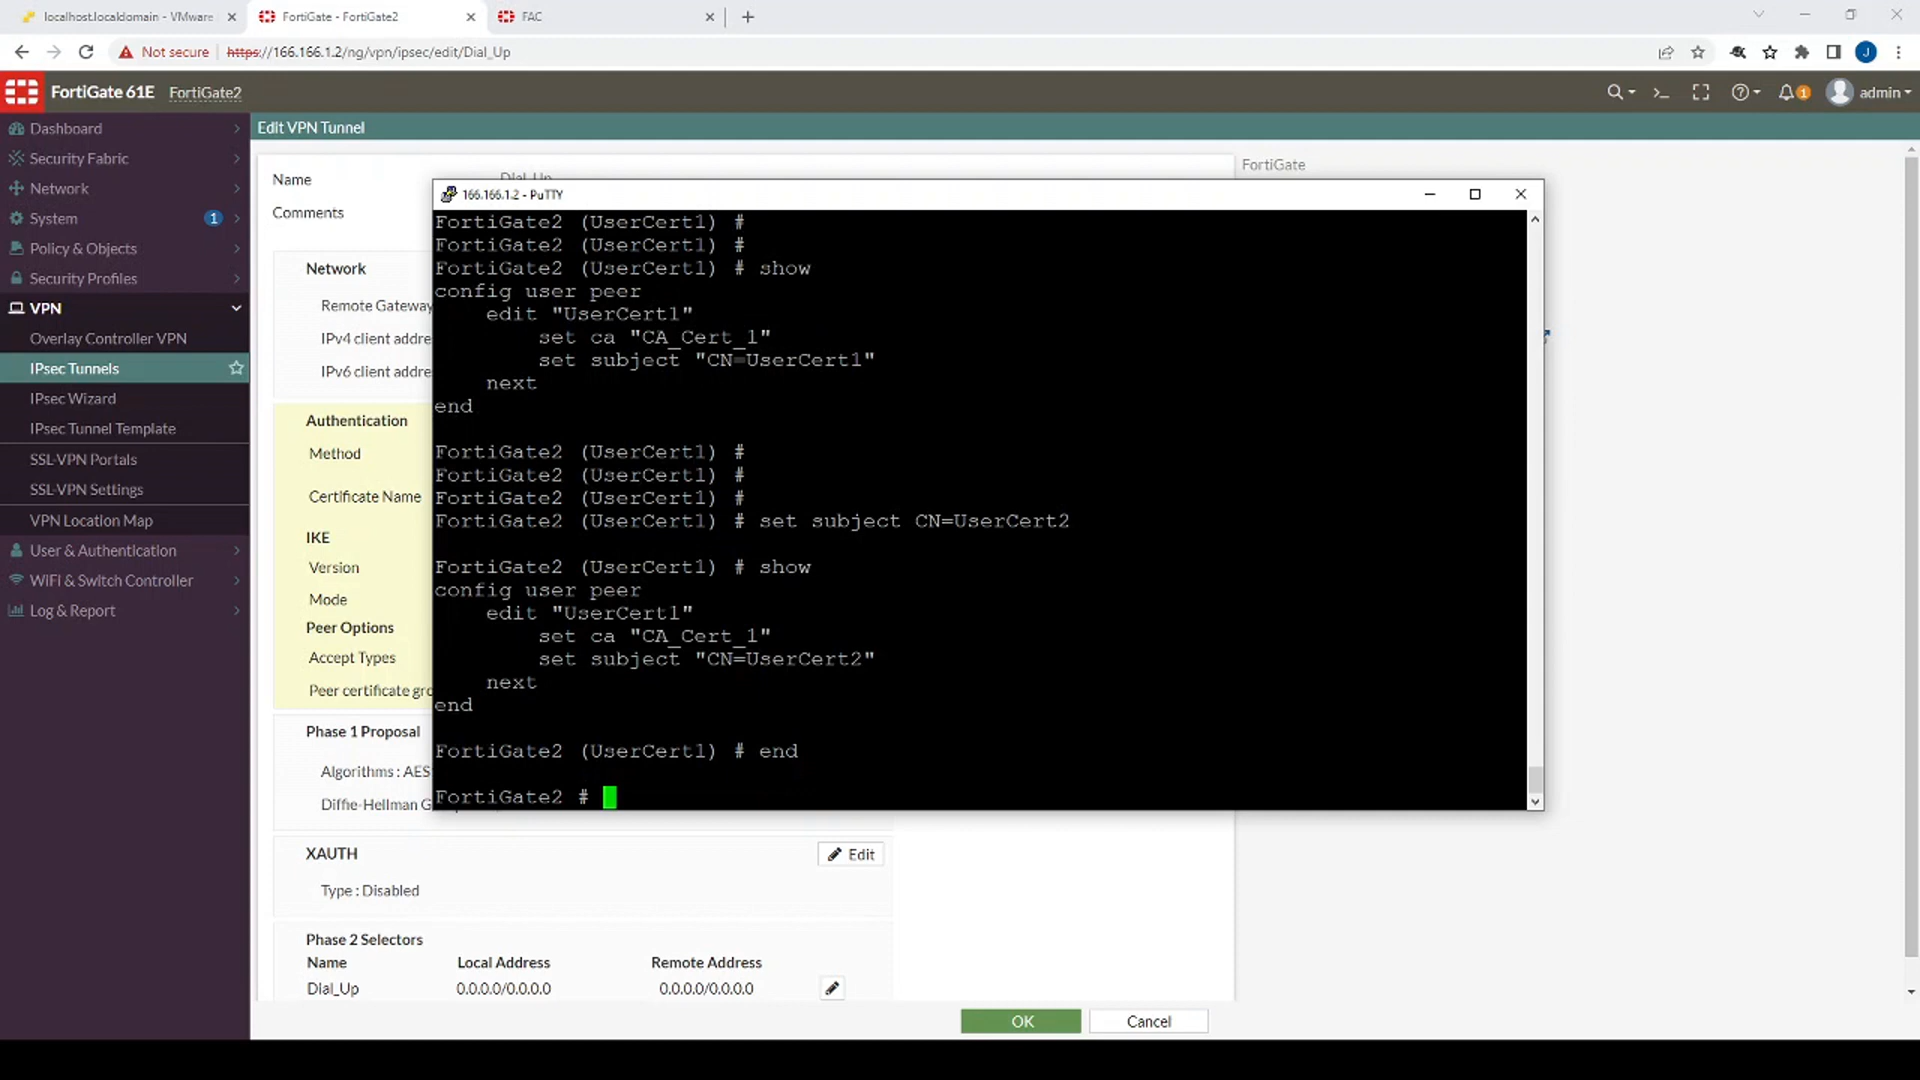 localhost.localdomain - VMware
FortiGate - FortiGate2
FAC
Not secure
https://166.166.1.2/ng/vpn/ipsec/edit/Dial_Up
J
FortiGate 61E
FortiGate2
1
admin
Dashboard
Security Fabric
Network
System
1
Policy & Objects
Security Profiles
VPN
Overlay Controller VPN
IPsec Tunnels
IPsec Wizard
IPsec Tunnel Template
SSL-VPN Portals
SSL-VPN Settings
VPN Location Map
User & Authentication
WiFi & Switch Controller
Log & Report
Edit VPN Tunnel
Name
Dial_Up
Comments
FortiGate
Network
Remote Gateway
IPv4 client addre
IPv6 client addre
Authentication
Method
Certificate Name
IKE
Version
Mode
Peer Options
Accept Types
Peer certificate gro
Phase 1 Proposal
Algorithms : AES
Diffie-Hellman G
XAUTH
Edit
Type : Disabled
Phase 2 Selectors
Name Local Address Remote Address
Dial_Up 0.0.0.0/0.0.0.0 0.0.0.0/0.0.0.0
OK
Cancel
166.166.1.2 - PuTTY
FortiGate2 (UserCert1) #
FortiGate2 (UserCert1) #
FortiGate2 (UserCert1) # show
config user peer
edit "UserCert1"
set ca "CA_Cert_1"
set subject "CN=UserCert1"
next
end
FortiGate2 (UserCert1) #
FortiGate2 (UserCert1) #
FortiGate2 (UserCert1) #
FortiGate2 (UserCert1) # set subject CN=UserCert2
FortiGate2 (UserCert1) # show
config user peer
edit "UserCert1"
set ca "CA_Cert_1"
set subject "CN=UserCert2"
next
end
FortiGate2 (UserCert1) # end
FortiGate2 #